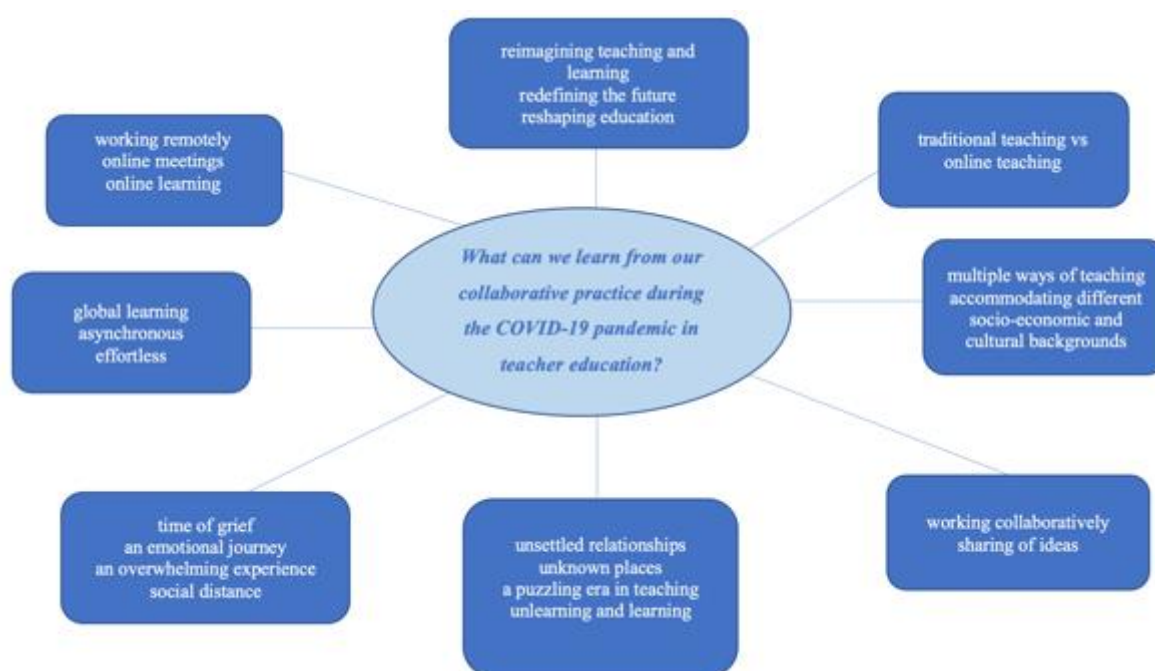 reimagining teaching and
learning
redefining the future
reshaping education
working remotely
online meetings
online learning
traditional teaching vs
online teaching
What can we learn from our
collaborative practice during
the COVID-19 pandemic in
teacher education?
global learning
asynchronous
effortless
multiple ways of teaching
accommodating different
socio-economic and
cultural backgrounds
time of grief
an emotional journey
an overwhelming experience
social distance
unsettled relationships
unknown places
a puzzling era in teaching
unlearning and learning
working collaboratively
sharing of ideas